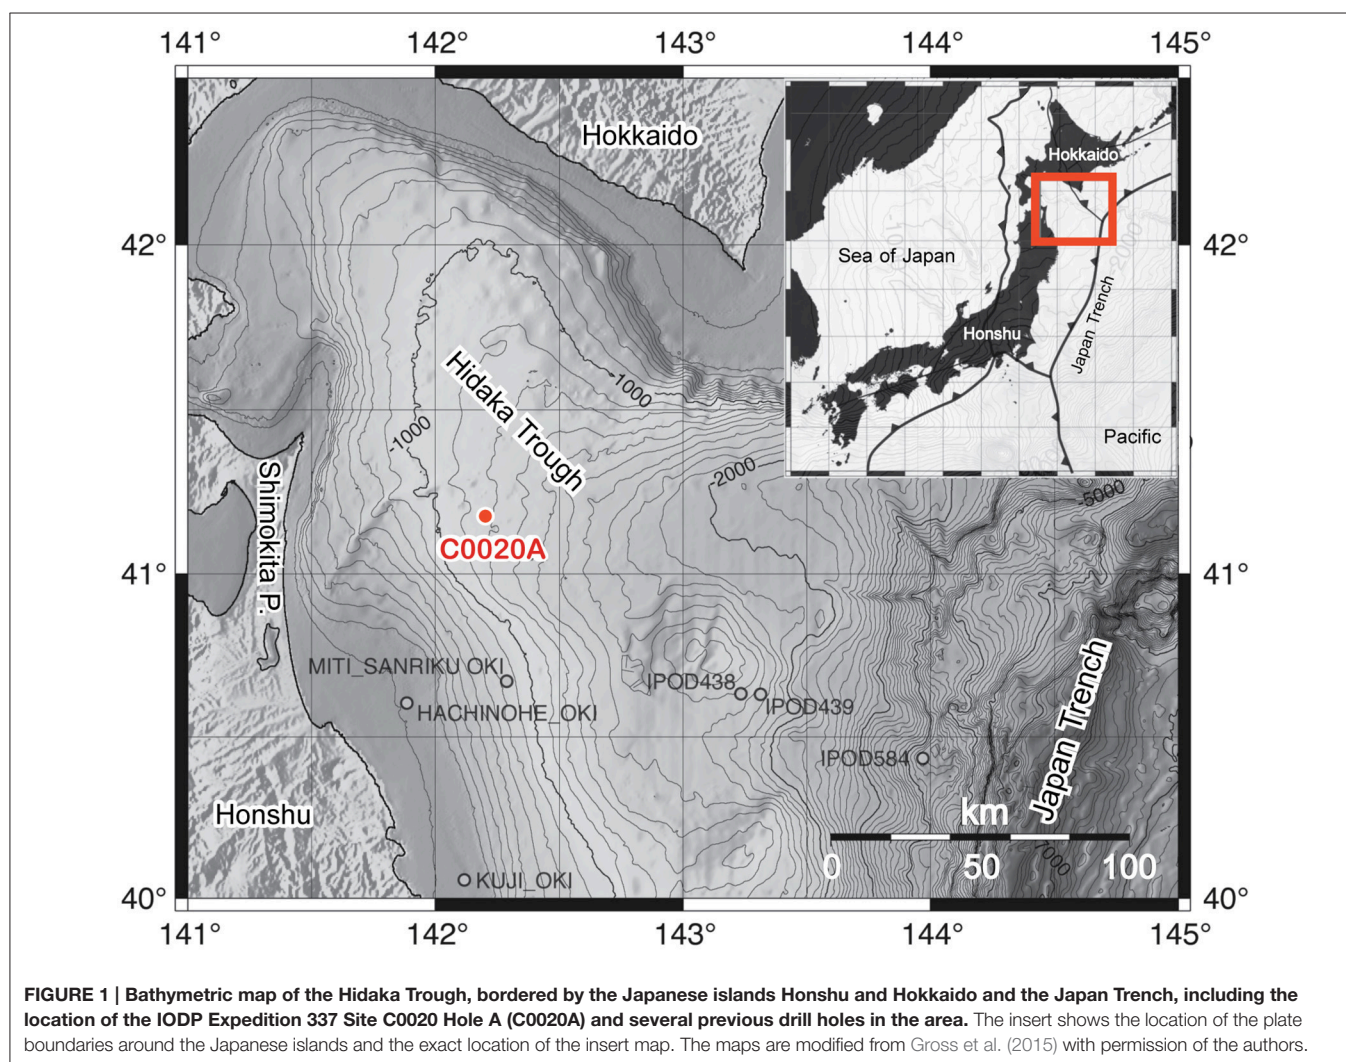 141° 142° 143° 144° 145°
Hokkaido
Hokkaido
42° 42°
Sea of Japan
-2000
Japan Trench
Honshu
Hidaka Trough
-1000
-1000
Pacific
-2000
-5000
Shimokita P.
C0020A
41° 41°
MITI_SANRIKU OKI
IPOD438
HACHINOHE_OKI
IPOD439
Japan Trench
IPOD584
Honshu
km
0 50 100
7000
KUJI_OKI
40° 40°
141° 142° 143° 144° 145°
FIGURE 1 | Bathymetric map of the Hidaka Trough, bordered by the Japanese islands Honshu and Hokkaido and the Japan Trench, including the
location of the IODP Expedition 337 Site C0020 Hole A (C0020A) and several previous drill holes in the area. The insert shows the location of the plate
boundaries around the Japanese islands and the exact location of the insert map. The maps are modified from Gross et al. (2015) with permission of the authors.